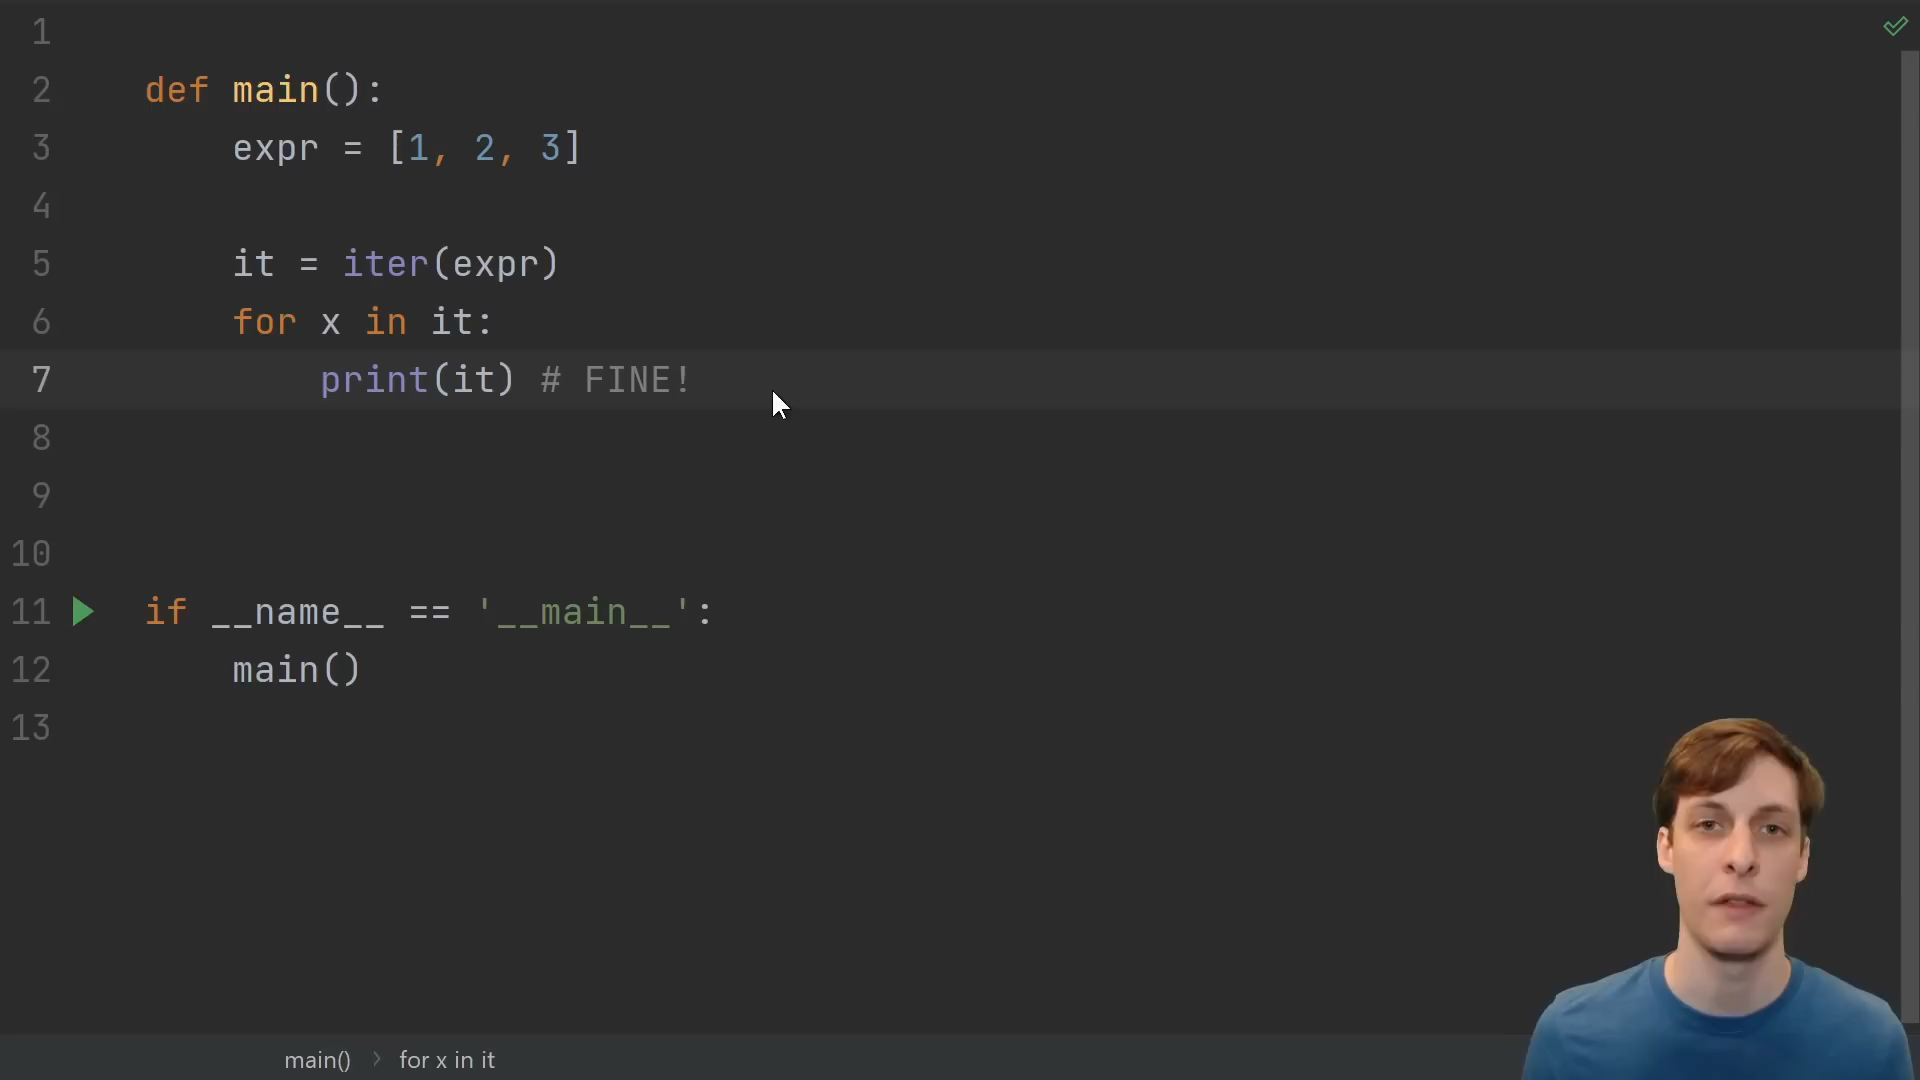 1
2 def main():
3 expr = [1, 2, 3]
4
5 it = iter(expr)
6 for x in it:
7 print(it) # FINE!
8
9
10
11 if __name__ == '__main__':
12 main()
13
main() > for x in it